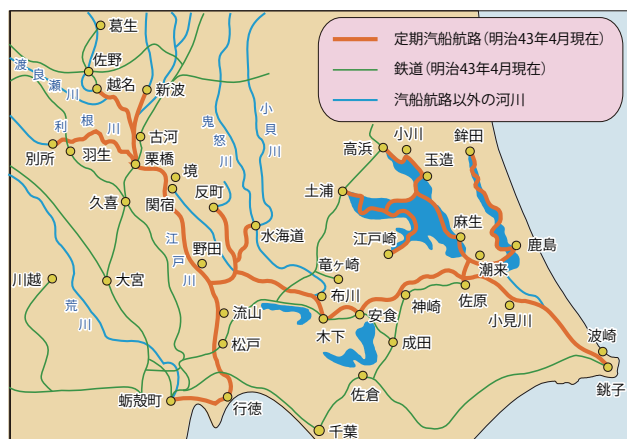 定期汽船航路(明治43年4月現在)
鉄道(明治43年4月現在)
汽船航路以外の河川
葛生
佐野
渡良瀬川
越名
新波
利根川
鬼怒川
小貝川
古河
別所
羽生
栗橋
境
関宿
反町
久喜
水海道
江戸川
野田
川越
大宮
荒川
流山
松戸
蛎殻町
行徳
千葉
高浜
小川
玉造
鉾田
土浦
江戸崎
麻生
鹿島
潮来
竜ヶ崎
布川
木下
安食
神崎
佐原
小見川
成田
佐倉
波崎
銚子